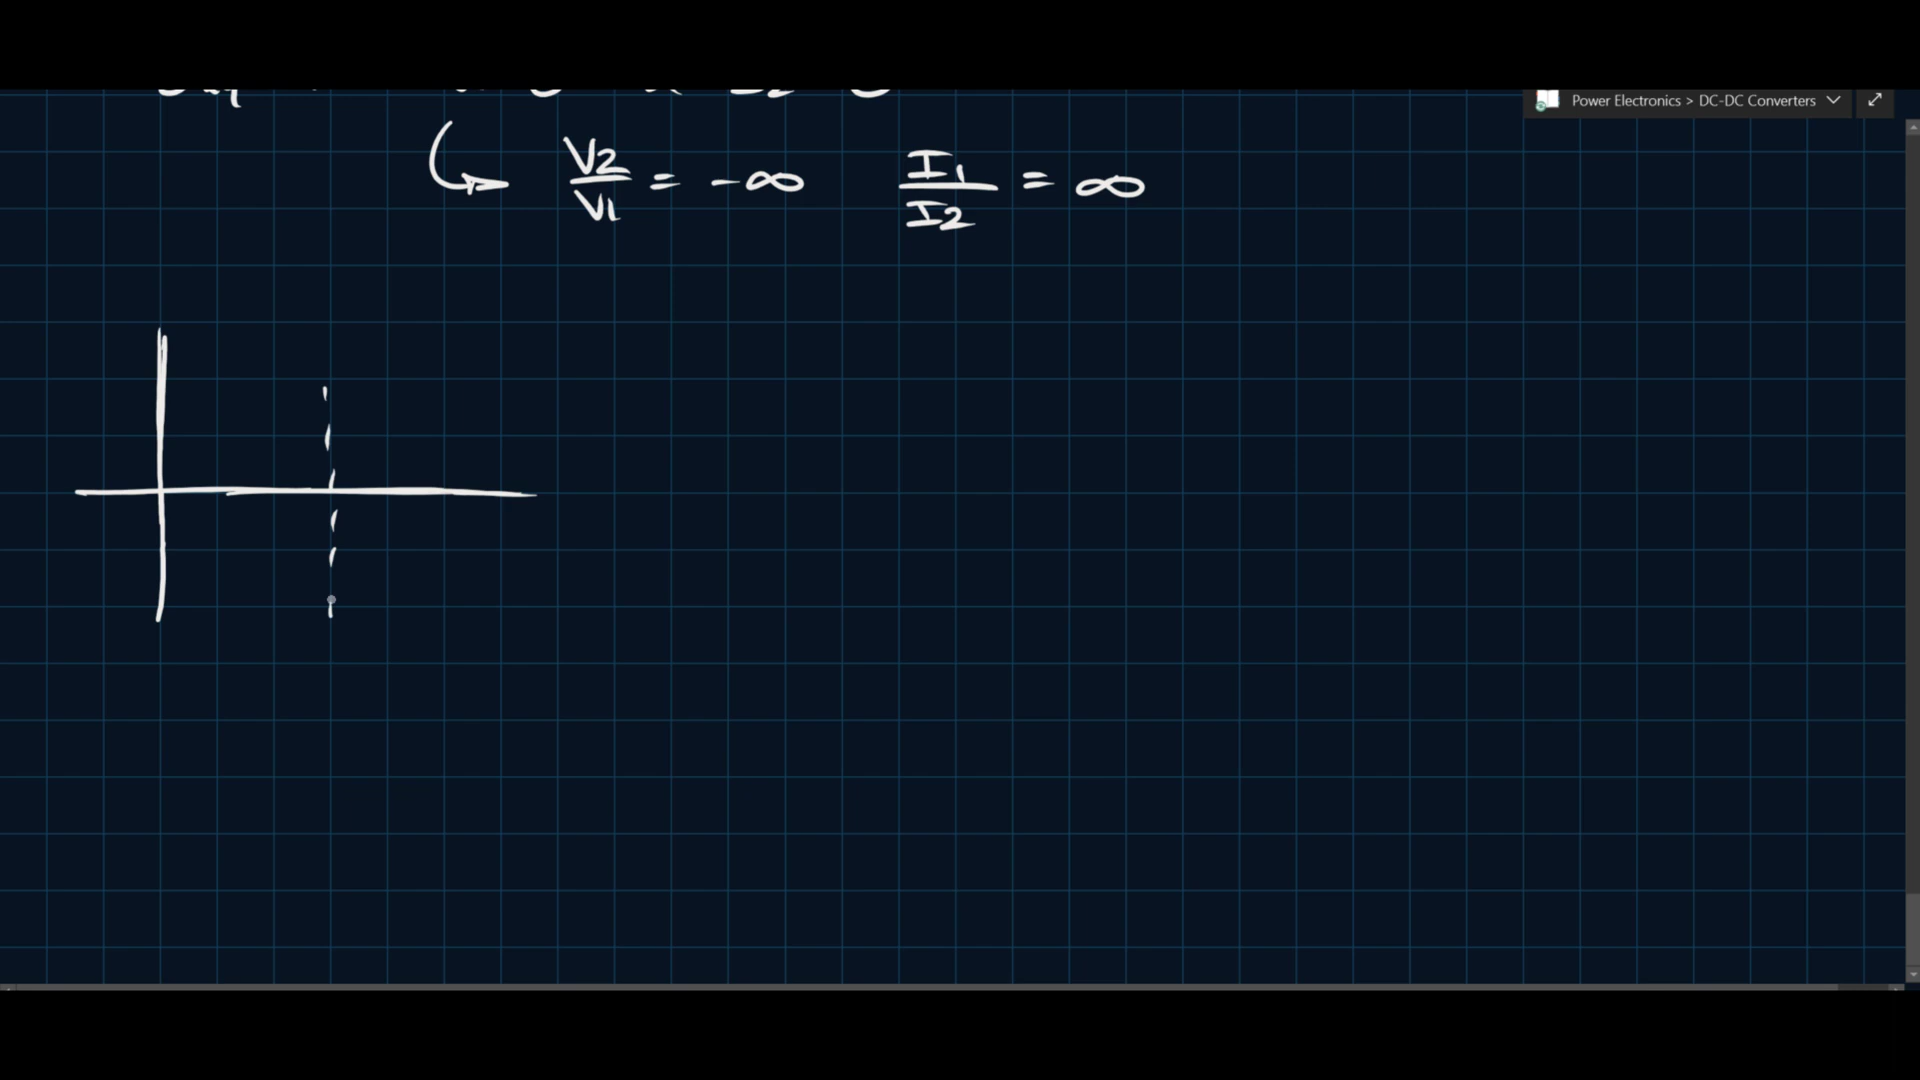 Power Electronics > DC-DC Converters
V2/V1 = -∞ I1/I2 = ∞